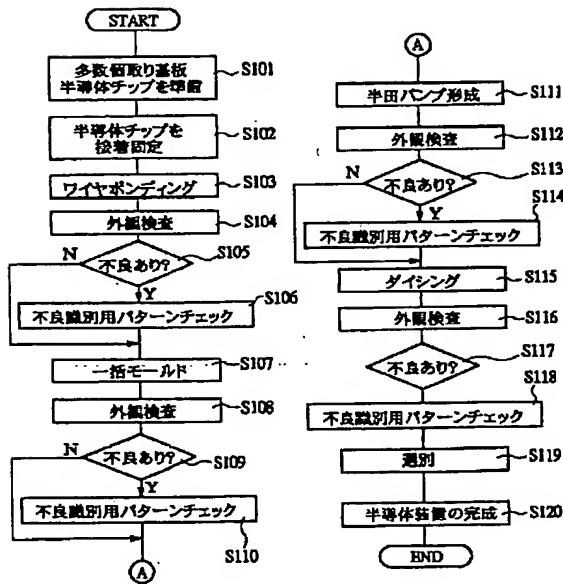 START
多数個取り基板
半導体チップを準備
S101
半導体チップを
接着固定
S102
ワイヤボンディング
S103
外観検査
S104
不良あり?
S105
N
Y
不良識別用パターンチェック
S106
一括モールド
S107
外観検査
S108
不良あり?
S109
N
Y
不良識別用パターンチェック
S110
A
A
半田バンプ形成
S111
外観検査
S112
不良あり?
S113
N
Y
不良識別用パターンチェック
S114
ダイシング
S115
外観検査
S116
不良あり?
S117
不良識別用パターンチェック
S118
選別
S119
半導体装置の完成
S120
END